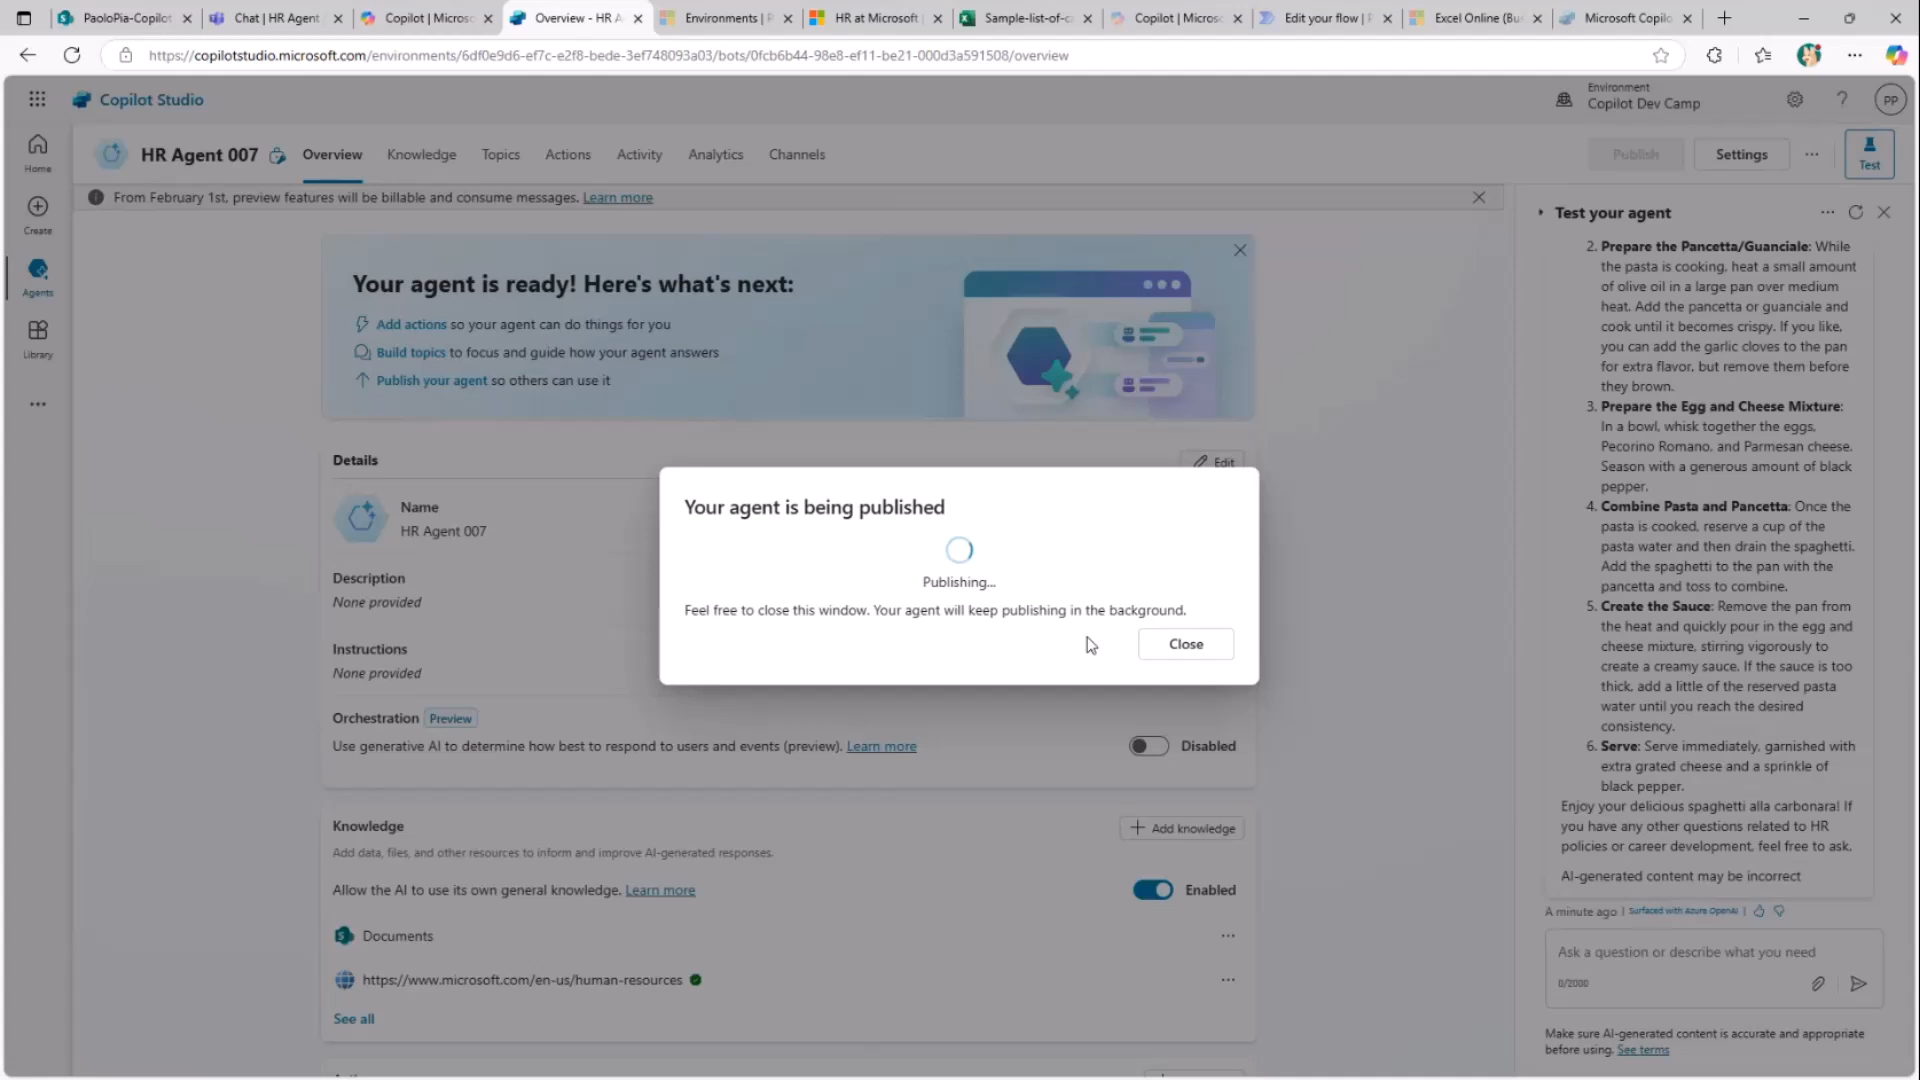 PaoloPia-Copilot
Chat | HR Agent
Copilot | Micros
Overview - HR A
Environments |
HR at Microsoft
Sample-list-of-c
Copilot | Micros
Edit your flow |
Excel Online (Bu
Microsoft Copilo
https://copilotstudio.microsoft.com/environments/6df0e9d6-ef7c-e2f8-bede-3ef748093a03/bots/0fcb6b44-98e8-ef11-be21-000d3a591508/overview
Copilot Studio
Environment
Copilot Dev Camp
PP
Home
Create
Agents
Library
HR Agent 007
Overview
Knowledge
Topics
Actions
Activity
Analytics
Channels
Publish
Settings
Test
From February 1st, preview features will be billable and consume messages. Learn more
Your agent is ready! Here's what's next:
Add actions so your agent can do things for you
Build topics to focus and guide how your agent answers
Publish your agent so others can use it
Details
Edit
Name
HR Agent 007
Description
None provided
Instructions
None provided
Orchestration Preview
Use generative AI to determine how best to respond to users and events (preview). Learn more
Disabled
Knowledge
Add knowledge
Add data, files, and other resources to inform and improve AI-generated responses.
Allow the AI to use its own general knowledge. Learn more
Enabled
Documents
https://www.microsoft.com/en-us/human-resources
See all
Your agent is being published
Publishing...
Feel free to close this window. Your agent will keep publishing in the background.
Close
Test your agent
2. Prepare the Pancetta/Guanciale: While
the pasta is cooking, heat a small amount
of olive oil in a large pan over medium
heat. Add the pancetta or guanciale and
cook until it becomes crispy. If you like,
you can add the garlic cloves to the pan
for extra flavor, but remove them before
they brown.
3. Prepare the Egg and Cheese Mixture:
In a bowl, whisk together the eggs,
Pecorino Romano, and Parmesan cheese.
Season with a generous amount of black
pepper.
4. Combine Pasta and Pancetta: Once the
pasta is cooked, reserve a cup of the
pasta water and then drain the spaghetti.
Add the spaghetti to the pan with the
pancetta and toss to combine.
5. Create the Sauce: Remove the pan from
the heat and quickly pour in the egg and
cheese mixture, stirring vigorously to
create a creamy sauce. If the sauce is too
thick, add a little of the reserved pasta
water until you reach the desired
consistency.
6. Serve: Serve immediately, garnished with
extra grated cheese and a sprinkle of
black pepper.
Enjoy your delicious spaghetti alla carbonara! If
you have any other questions related to HR
policies or career development, feel free to ask.
AI-generated content may be incorrect
A minute ago | Surfaced with Azure OpenAI |
Ask a question or describe what you need
0/2000
Make sure AI-generated content is accurate and appropriate
before using. See terms